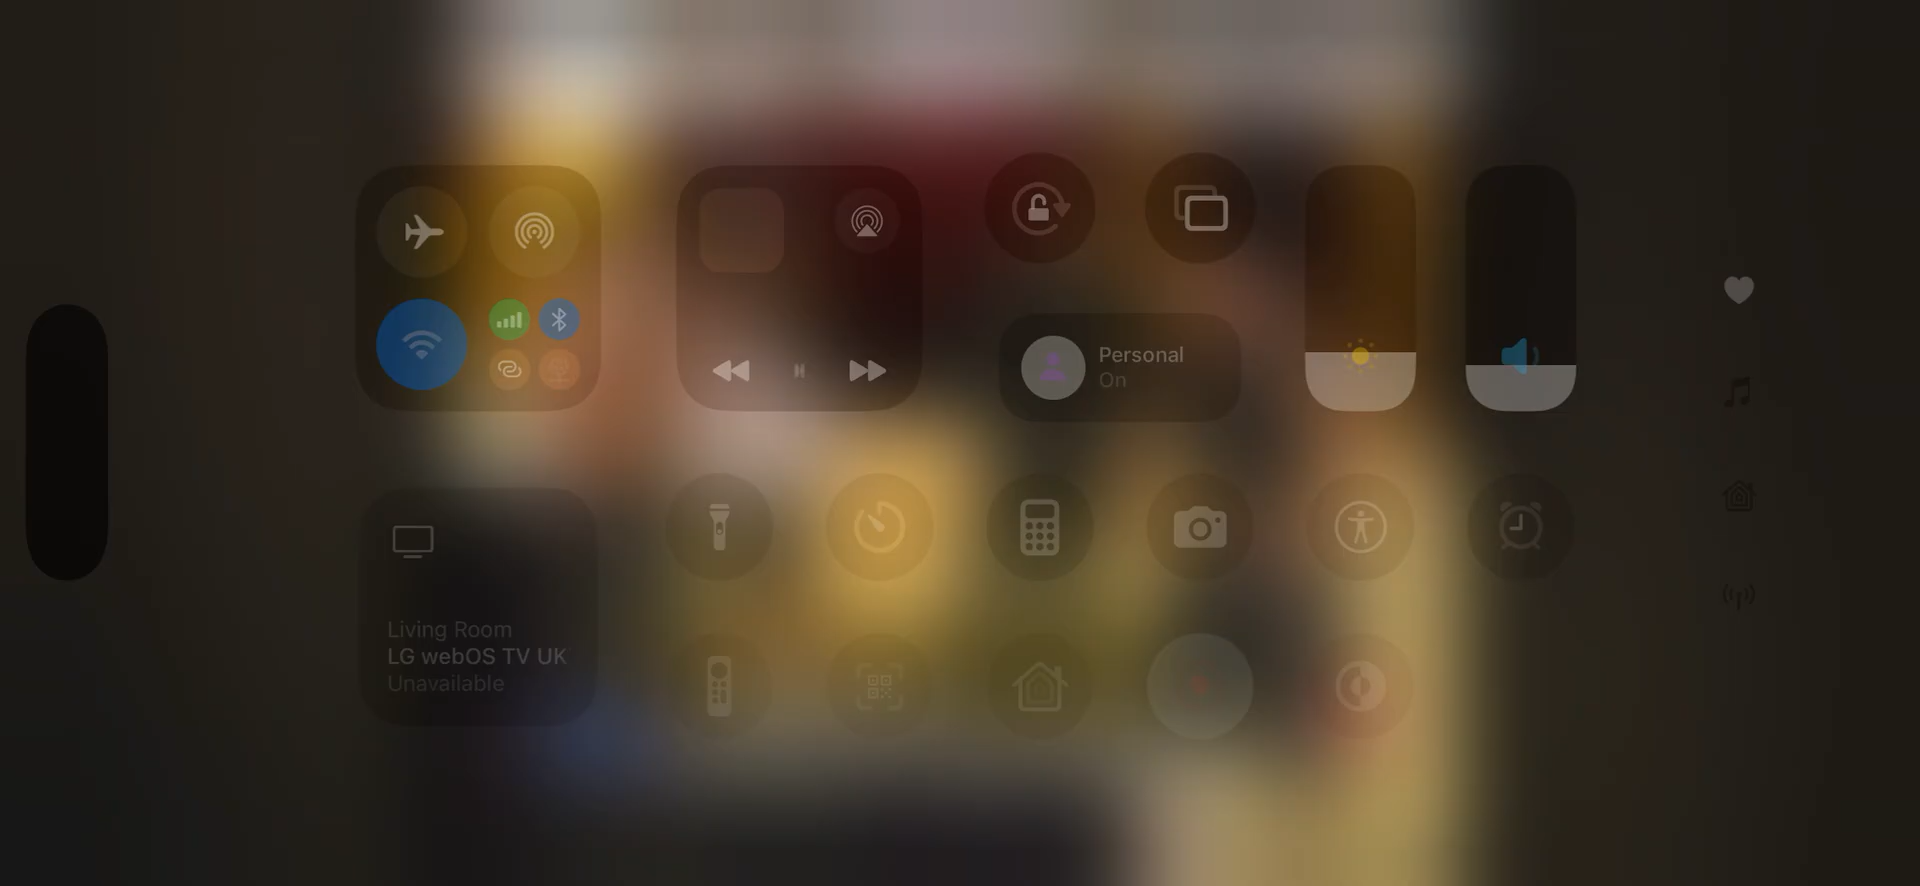 Personal
On
Living Room
LG webOS TV UK
Unavailable